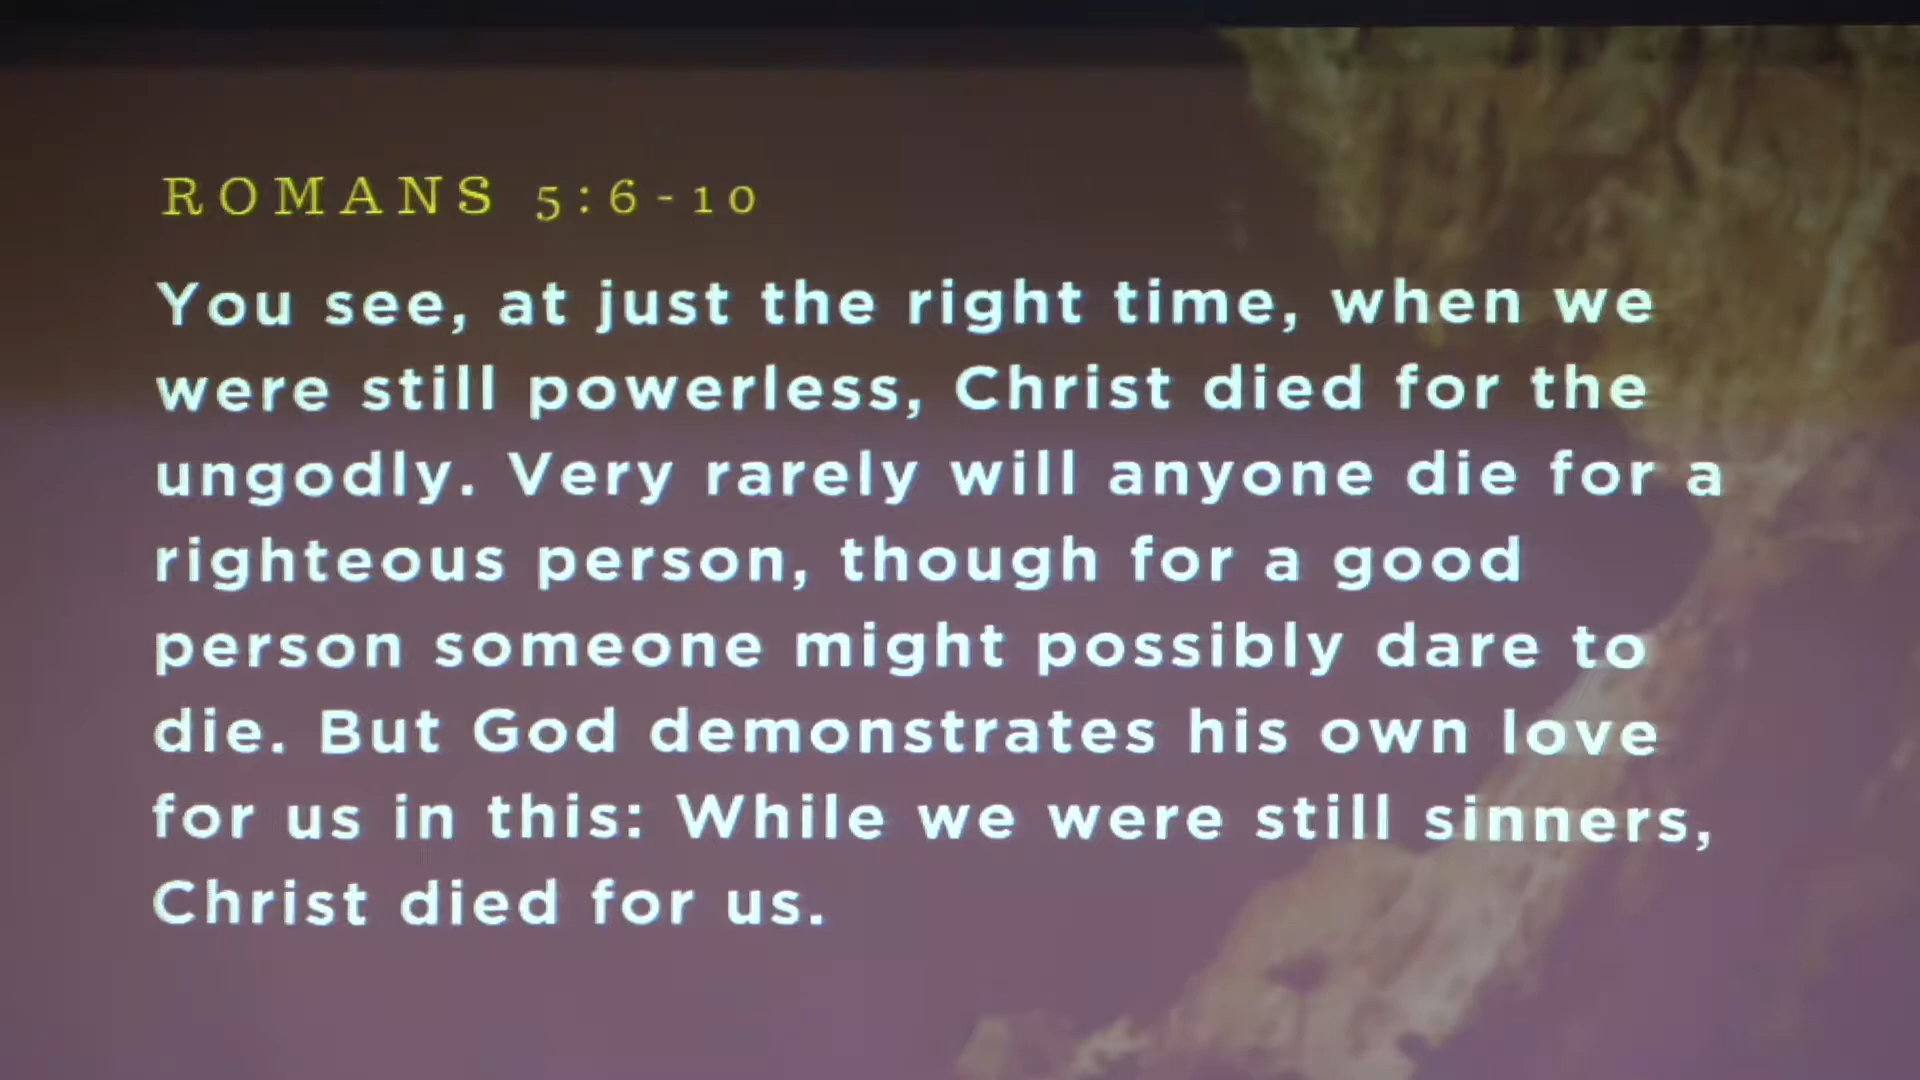 ROMANS 5:6-10
You see, at just the right time, when we
were still powerless, Christ died for the
ungodly. Very rarely will anyone die for a
righteous person, though for a good
person someone might possibly dare to
die. But God demonstrates his own love
for us in this: While we were still sinners,
Christ died for us.